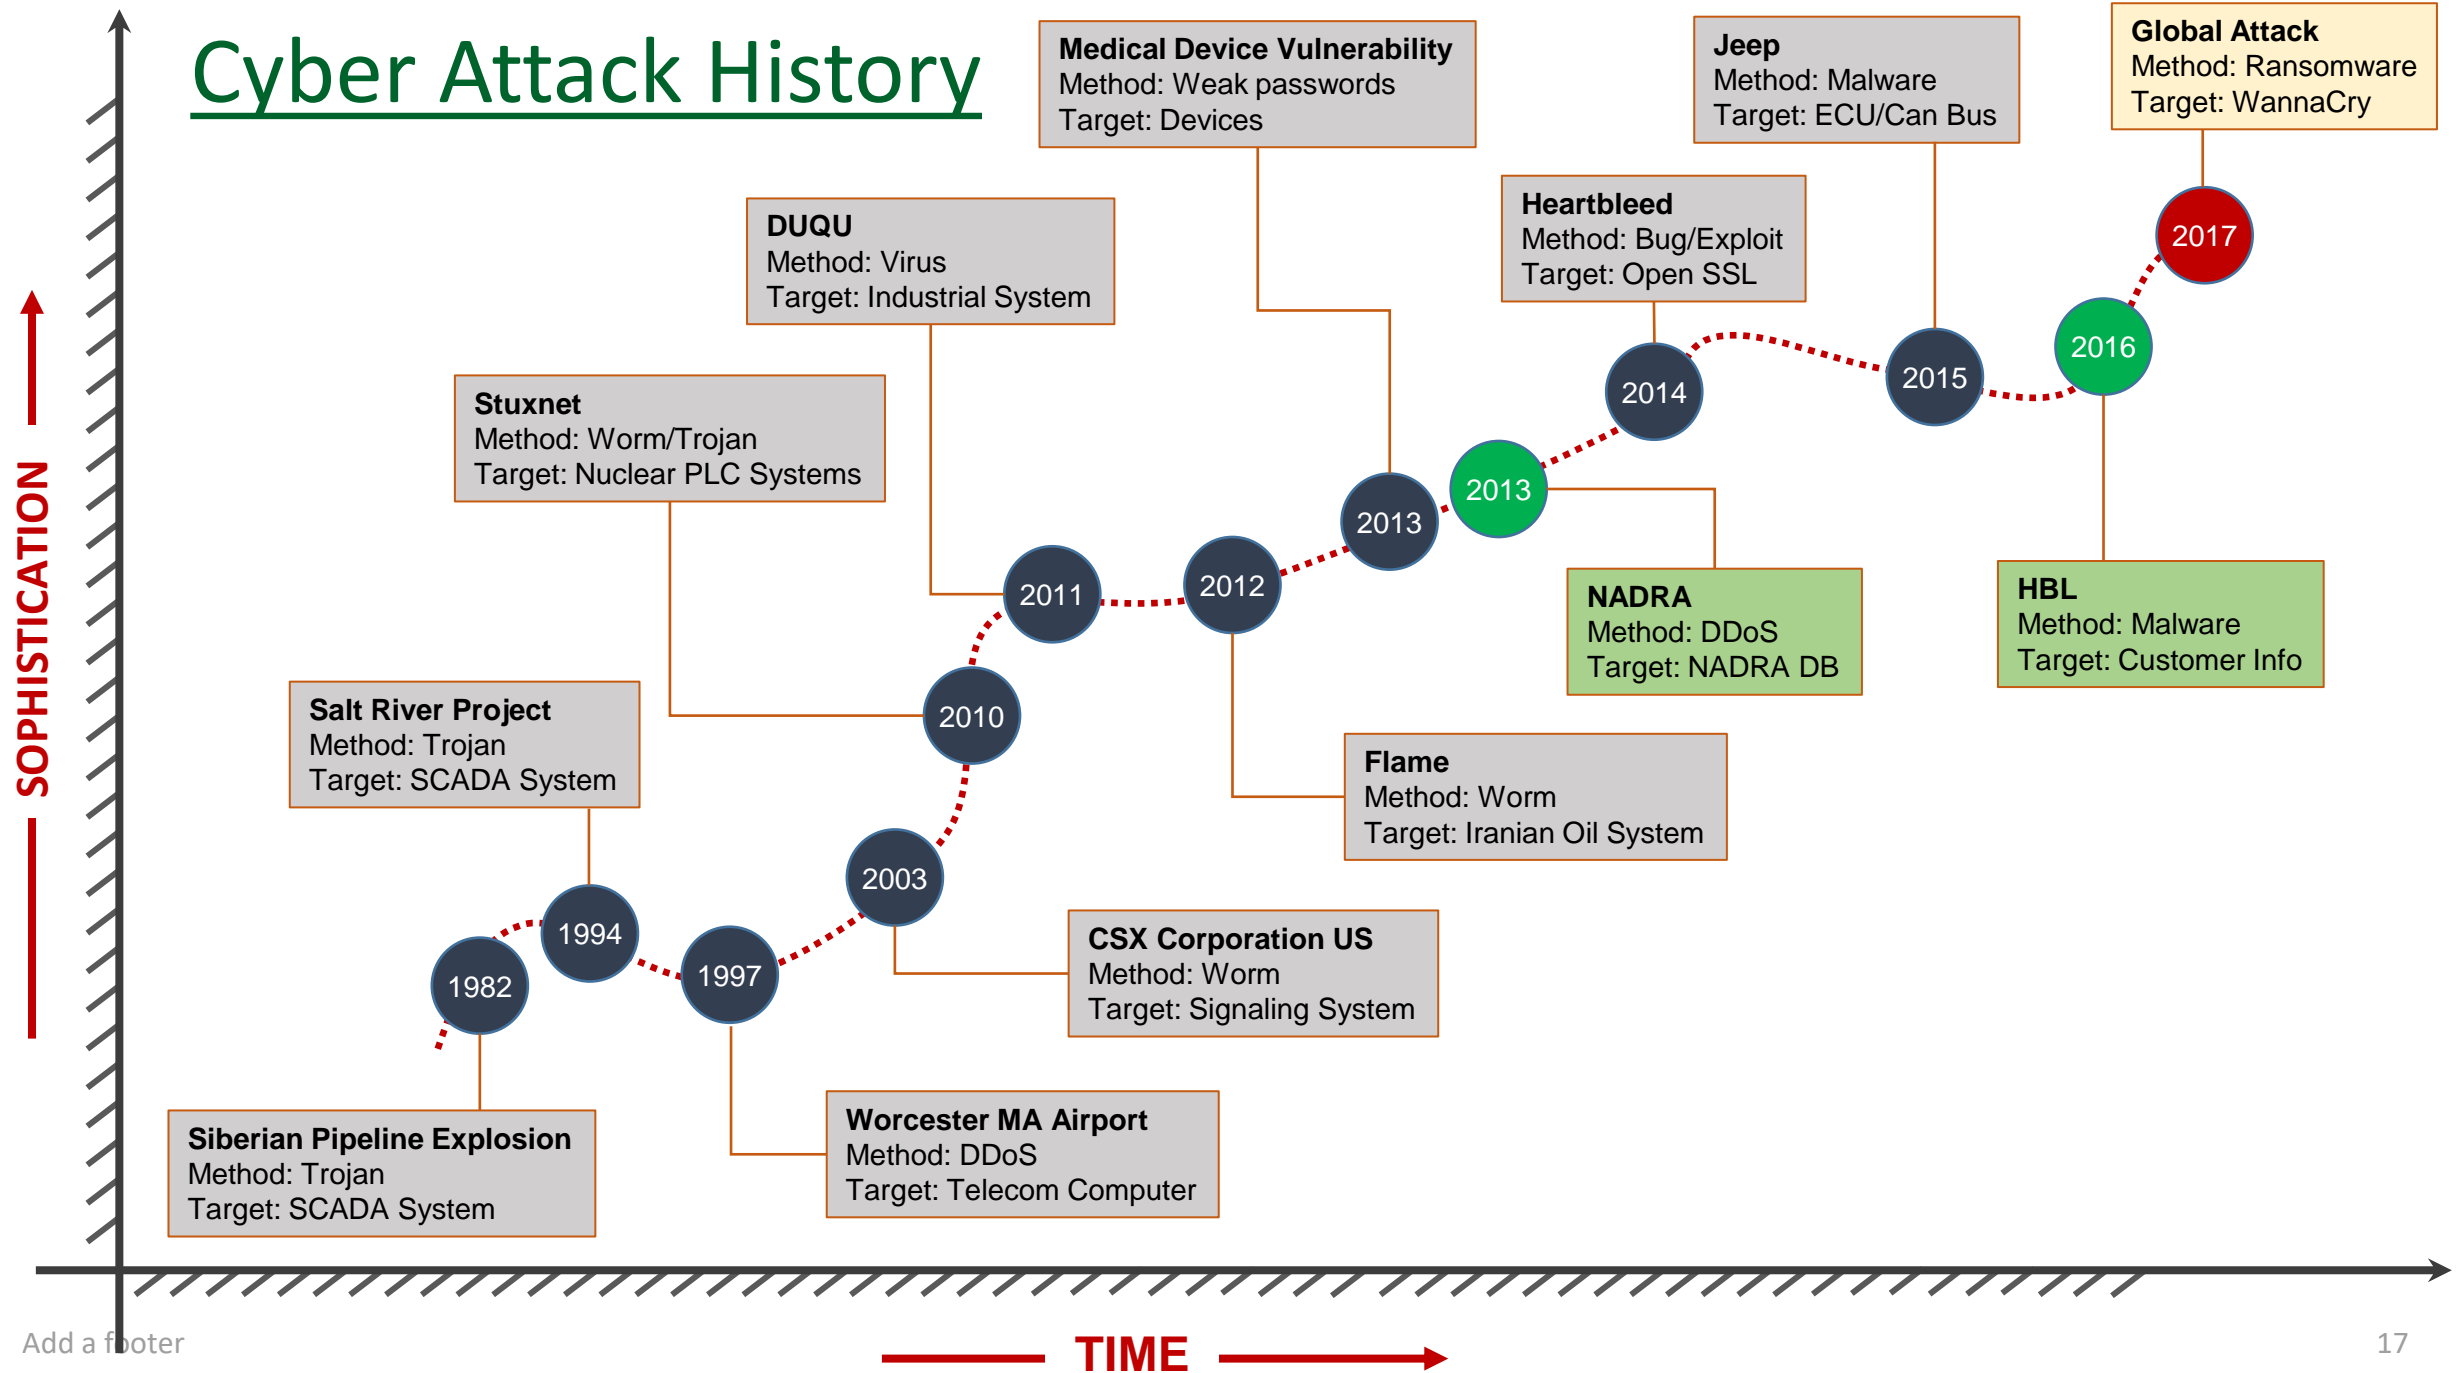 Cyber Attack History
Medical Device Vulnerability
Method: Weak passwords
Target: Devices
Jeep
Method: Malware
Target: ECU/Can Bus
Global Attack
Method: Ransomware
Target: WannaCry
DUQU
Method: Virus
Target: Industrial System
Heartbleed
Method: Bug/Exploit
Target: Open SSL
2017
2016
2015
2014
Stuxnet
Method: Worm/Trojan
Target: Nuclear PLC Systems
2013
2013
2012
2011
NADRA
Method: DDoS
Target: NADRA DB
HBL
Method: Malware
Target: Customer Info
SOPHISTICATION
Salt River Project
Method: Trojan
Target: SCADA System
2010
Flame
Method: Worm
Target: Iranian Oil System
2003
1994
1997
1982
CSX Corporation US
Method: Worm
Target: Signaling System
Siberian Pipeline Explosion
Method: Trojan
Target: SCADA System
Worcester MA Airport
Method: DDoS
Target: Telecom Computer
Add a footer
TIME
17